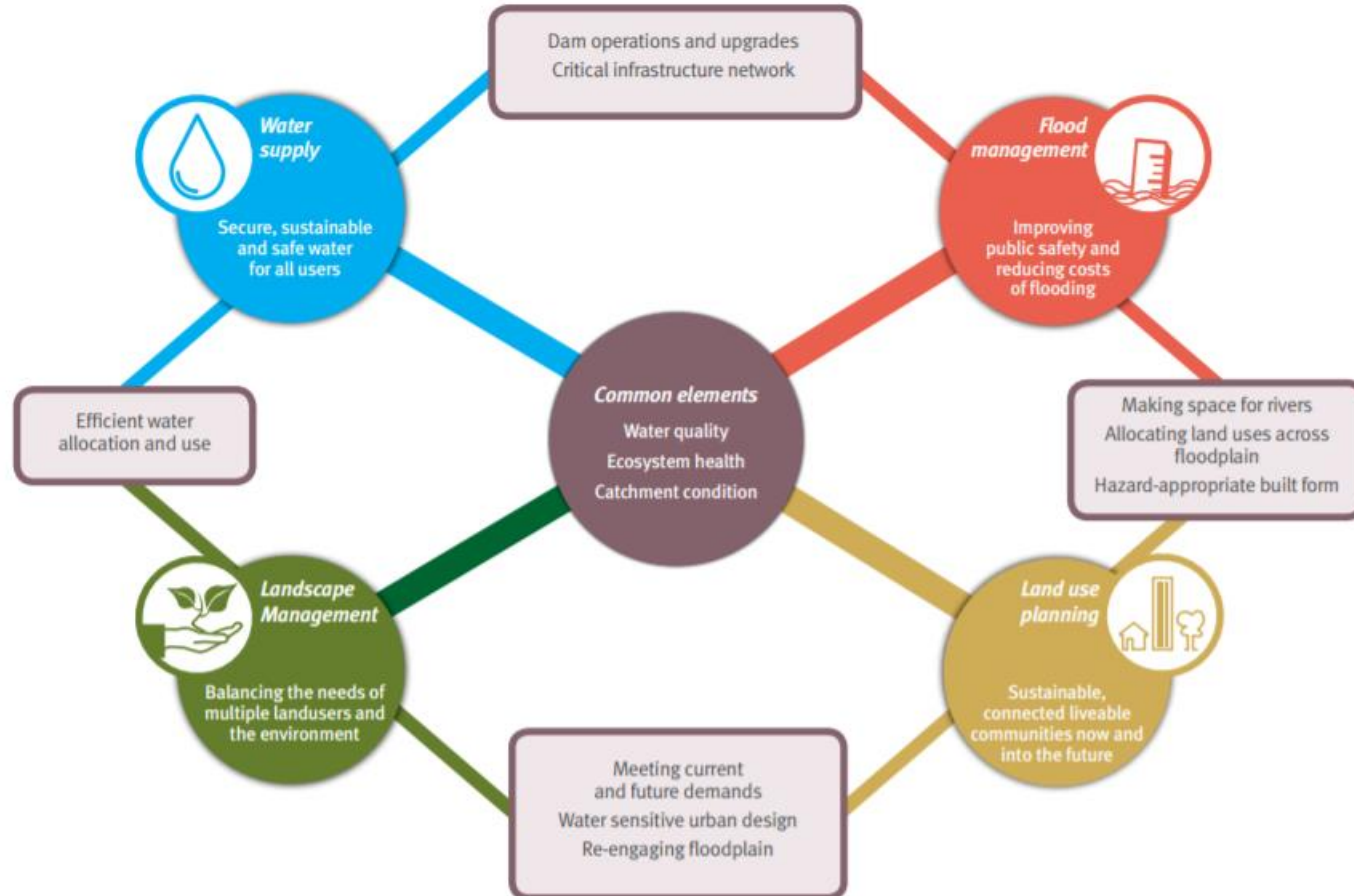 Dam operations and upgrades
Critical infrastructure network
Water
supply
Secure, sustainable
and safe water
for all users
Flood
management
Improving
public safety and
reducing costs
of flooding
Efficient water
allocation and use
Common elements
Water quality
Ecosystem health
Catchment condition
Making space for rivers
Allocating land uses across
floodplain
Hazard-appropriate built form
Landscape
Management
Balancing the needs of
multiple landusers and
the environment
Land use
planning
Sustainable,
connected liveable
communities now and
into the future
Meeting current
and future demands
Water sensitive urban design
Re-engaging floodplain